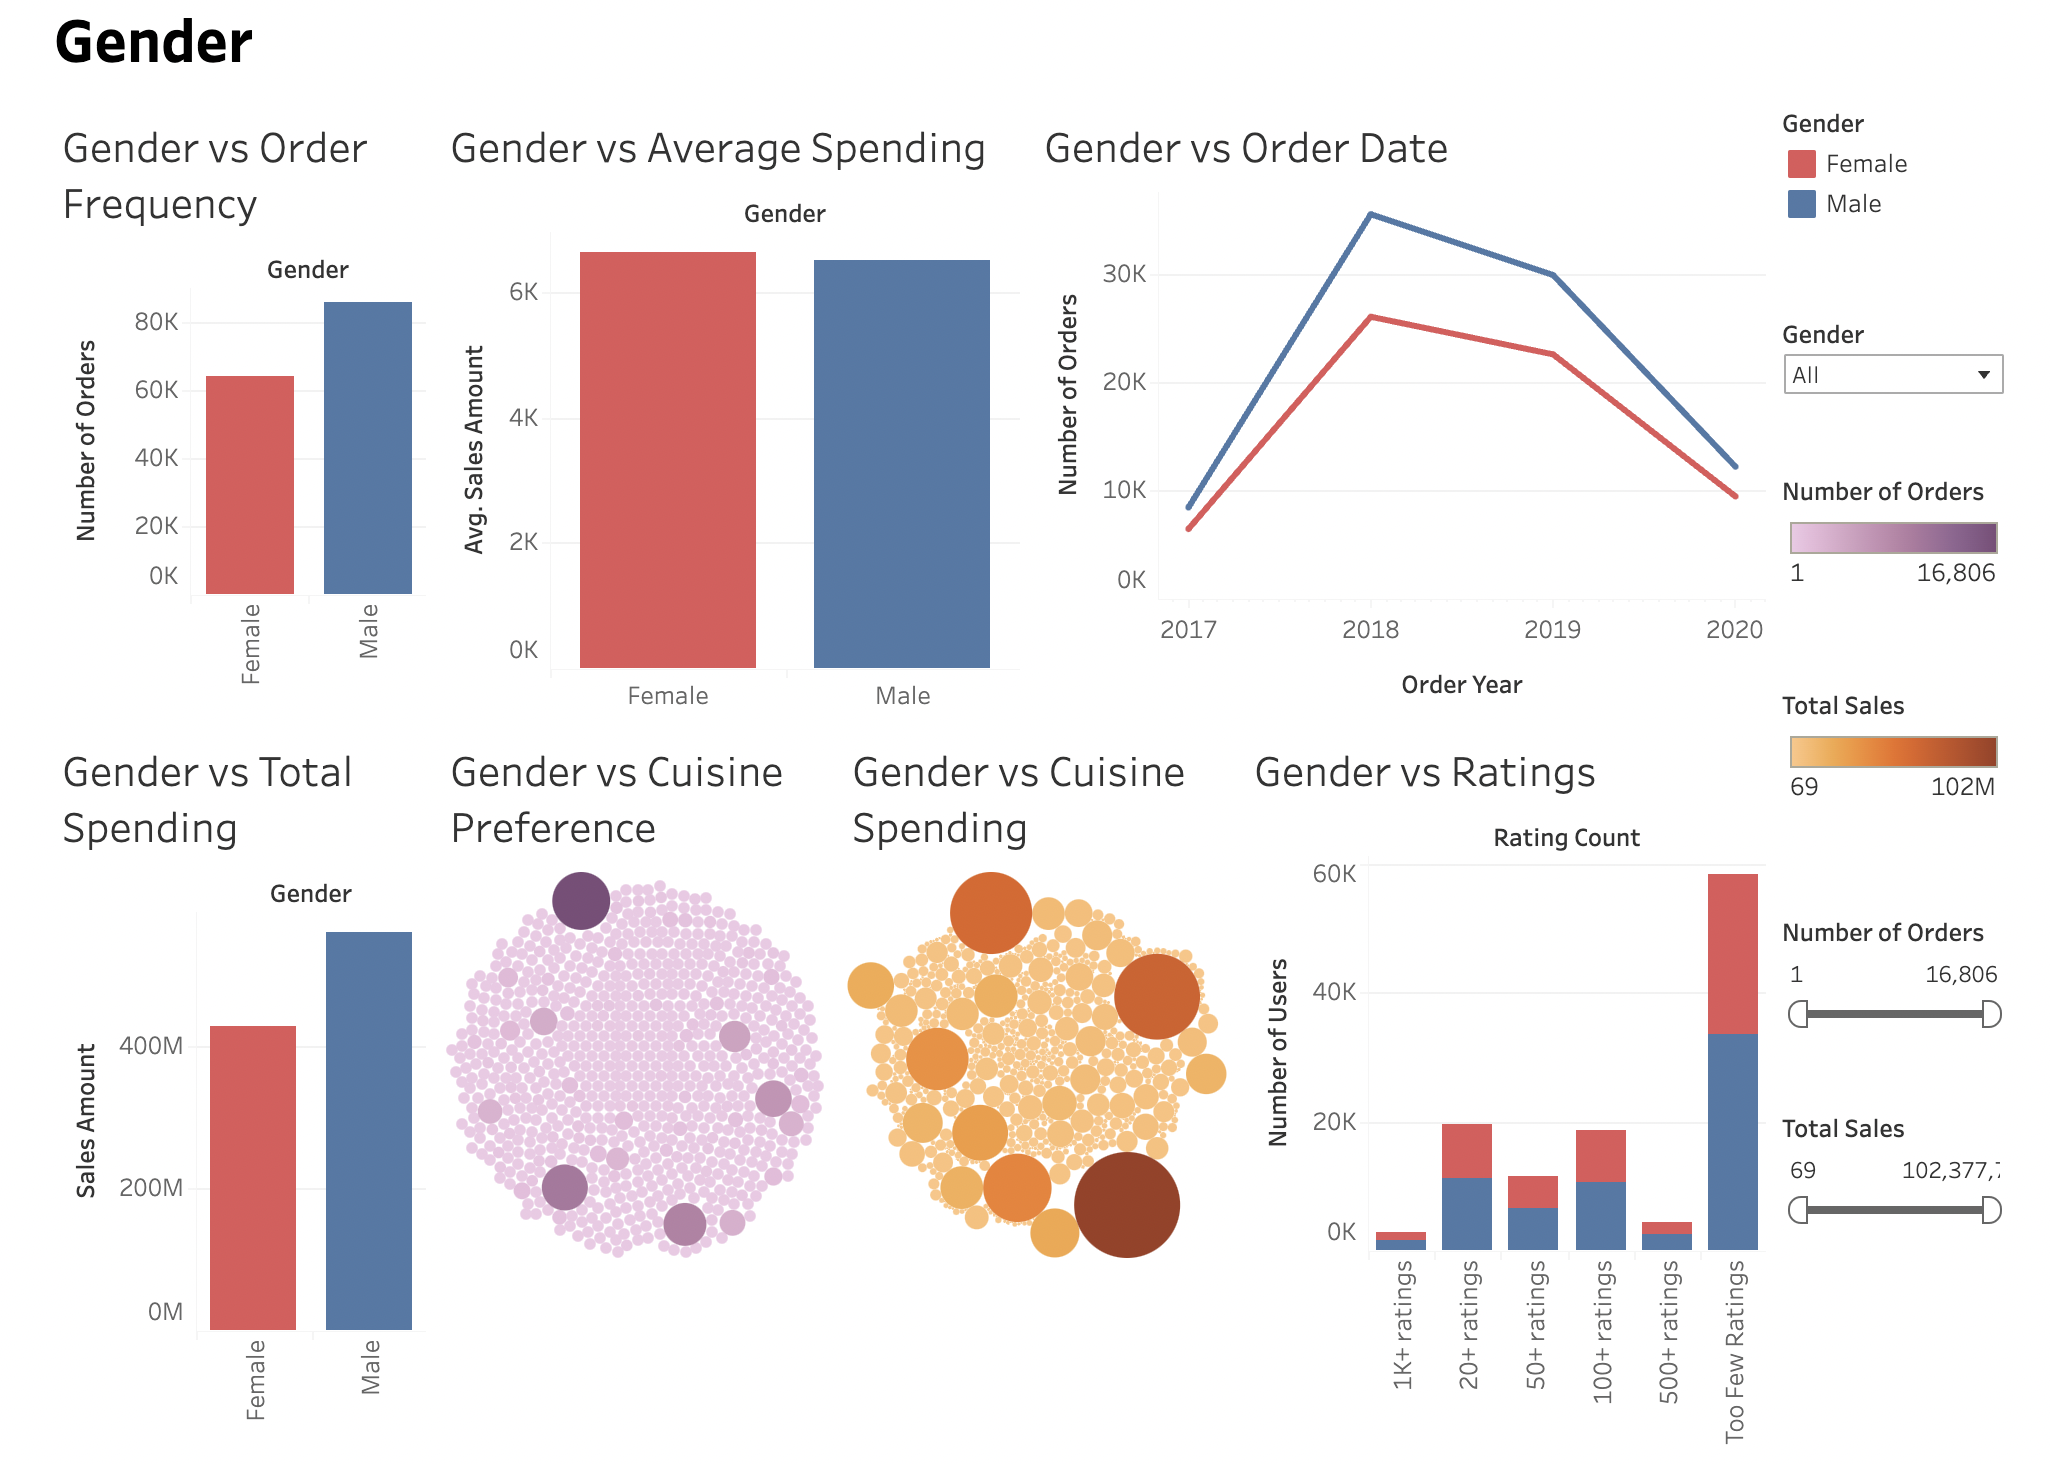 Gender
Gender vs Order
Frequency
Gender
80K
60K
40K
20K
0K
Number of Orders
Female
Male
Gender vs Average Spending
Gender
6K
4K
2K
0K
Avg. Sales Amount
Female
Male
Gender vs Order Date
30K
20K
10K
0K
Number of Orders
2017
2018
2019
2020
Order Year
Gender
Female
Male
Gender
All
Number of Orders
1
16,806
Total Sales
69
102M
Number of Orders
1
16,806
Total Sales
69
102,377,7
Gender vs Total
Spending
Gender
400M
200M
0M
Sales Amount
Female
Male
Gender vs Cuisine
Preference
Gender vs Cuisine
Spending
Gender vs Ratings
Rating Count
60K
40K
20K
0K
Number of Users
1K+ ratings
20+ ratings
50+ ratings
100+ ratings
500+ ratings
Too Few Ratings